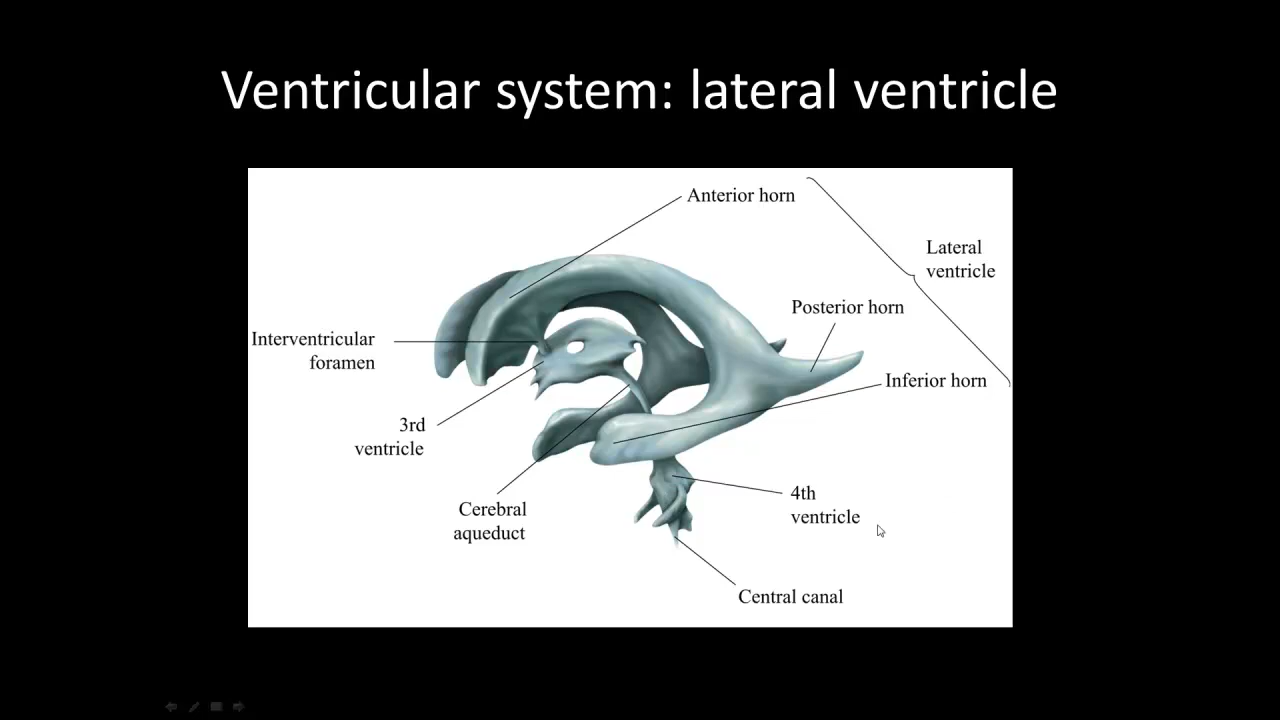 Ventricular system: lateral ventricle
Anterior horn
Lateral
ventricle
Posterior horn
Interventricular
foramen
Inferior horn
3rd
ventricle
4th
ventricle
Cerebral
aqueduct
Central canal